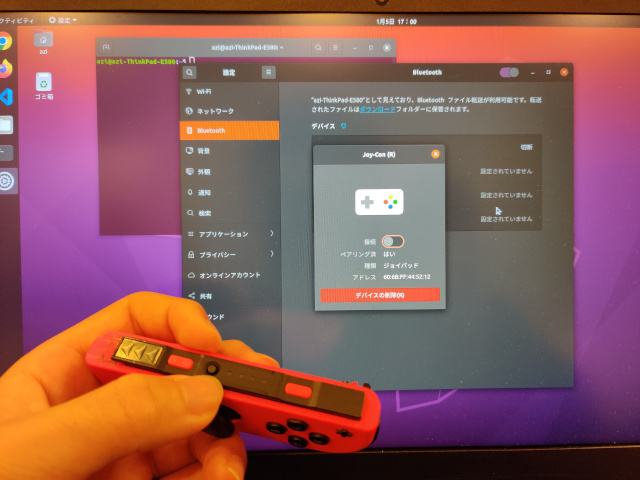 クティビティ
設定
1月5日 17:00
azl
ゴミ箱
azl@azl-ThinkPad-E580: ~
azl@azl-ThinkPad-E580:~$
設定
Bluetooth
Wi-Fi
ネットワーク
Bluetooth
背景
外観
通知
検索
アプリケーション
プライバシー
オンラインアカウント
共有
ウンド
"azl-ThinkPad-E580"として見えており、Bluetooth ファイル転送が利用可能です。転送
されたファイルはダウンロードフォルダーに保管されます。
デバイス
切断
設定されていません
設定されていません
設定されていません
Joy-Con (R)
接続
ペアリング済 はい
種類 ジョイパッド
アドレス 60:6B:FF:44:52:12
デバイスの削除(R)